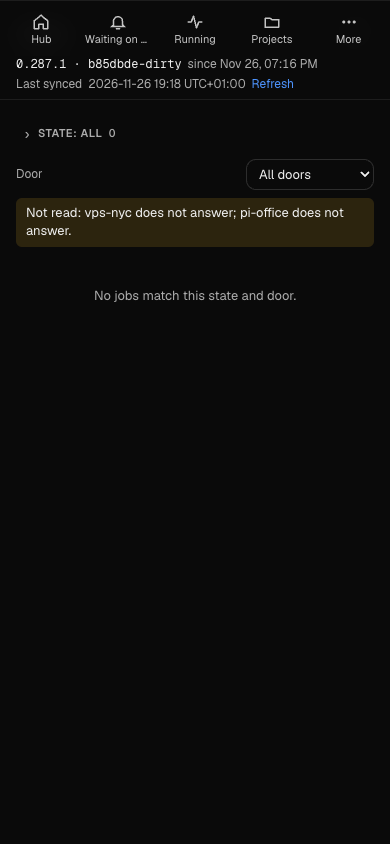 Hub Waiting on … Running Projects More
0.287.1 · b85dbde-dirty since Nov 26, 07:16 PM
Last synced 2026-11-26 19:18 UTC+01:00 Refresh
STATE: ALL 0
Door All doors
Not read: vps-nyc does not answer; pi-office does not
answer.
No jobs match this state and door.